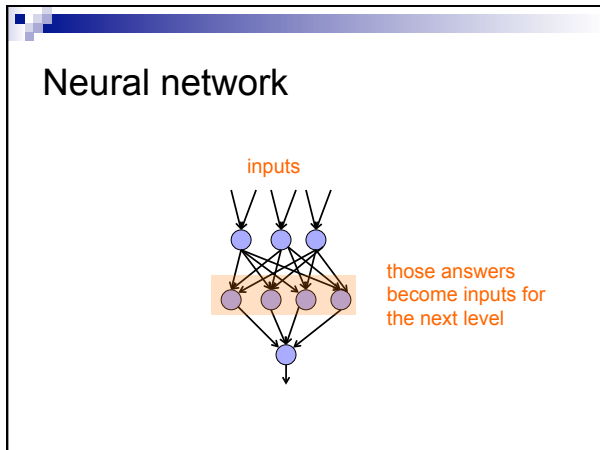 Neural network
inputs
those answers
become inputs for
the next level